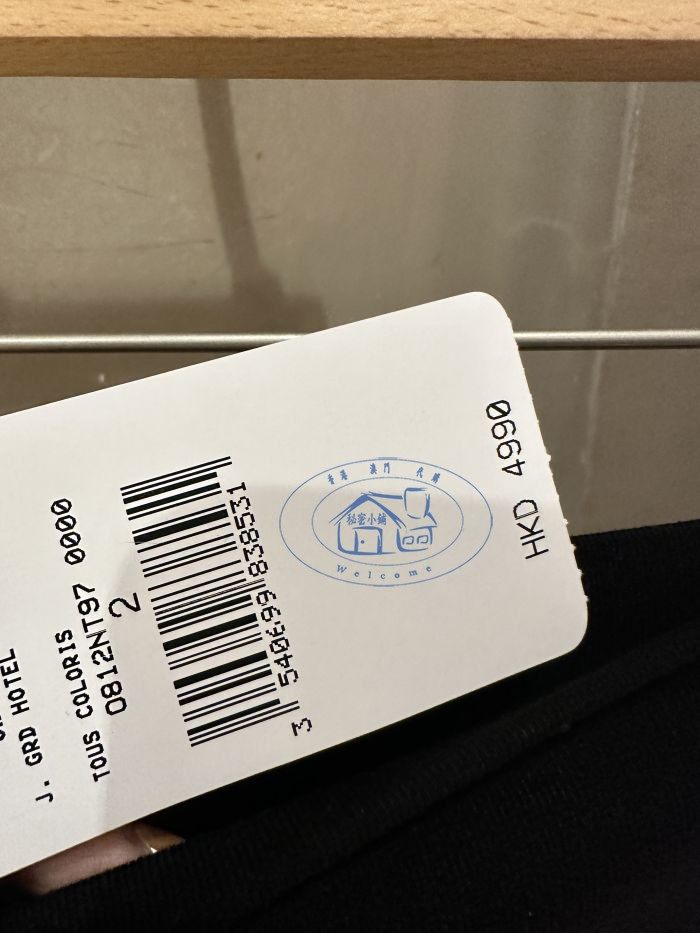 J. GRD HOTEL
TOUS COLORIS
0812NT97 0000
2
3 540699 838531
香港 澳門 代購
秘密小鋪
Welcome
HKD 4990